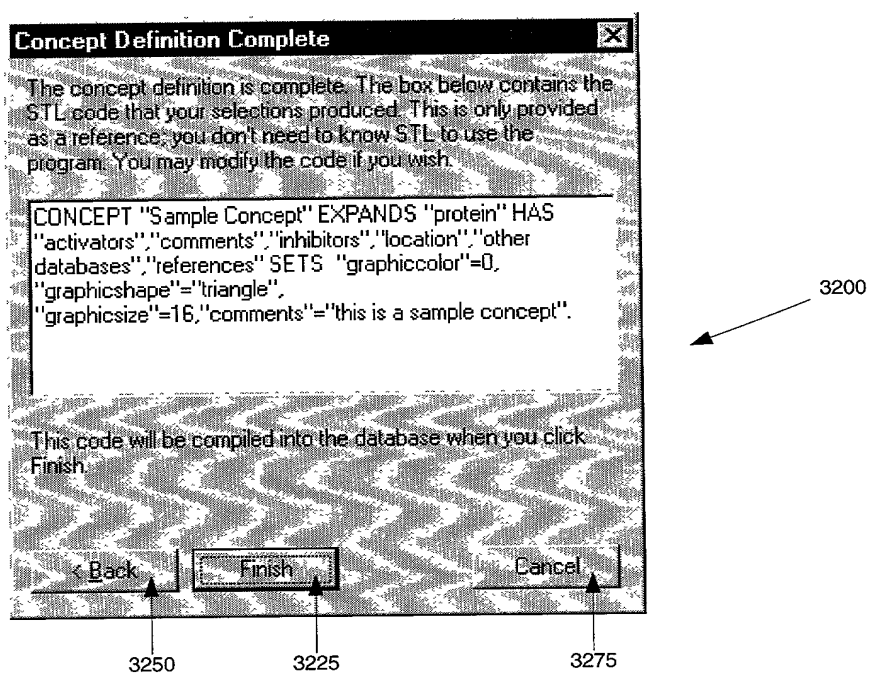 Concept Definition Complete
The concept definition is complete. The box below contains the
STL code that your selections produced. This is only provided
as a reference; you don't need to know STL to use the
program. You may modify the code if you wish.
CONCEPT "Sample Concept" EXPANDS "protein" HAS
"activators","comments","inhibitors","location","other
databases","references" SETS "graphiccolor"=0,
"graphicshape"="triangle",
"graphicsize"=16,"comments"="this is a sample concept".
3200
This code will be compiled into the database when you click
Finish.
< Back Finish Cancel
3250 3225 3275